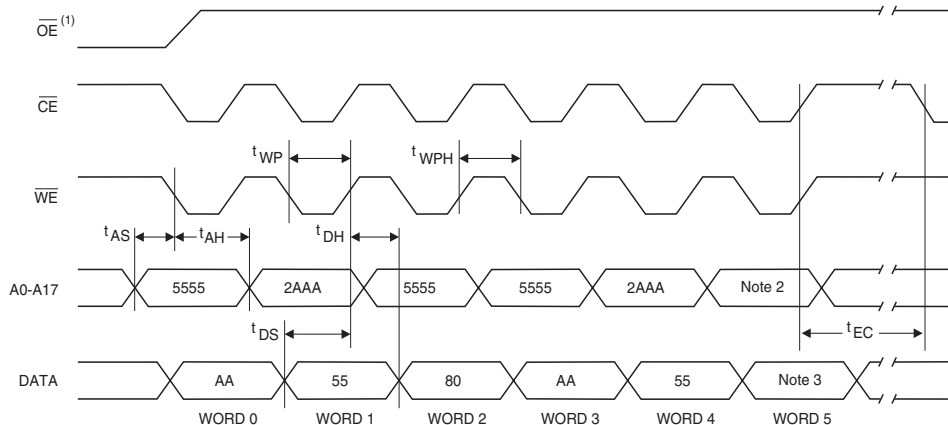 OE (1)
CE
t WP
t WPH
WE
t AS
t AH
t DH
A0-A17
5555
2AAA
5555
5555
2AAA
Note 2
t DS
t EC
DATA
AA
55
80
AA
55
Note 3
WORD 0
WORD 1
WORD 2
WORD 3
WORD 4
WORD 5